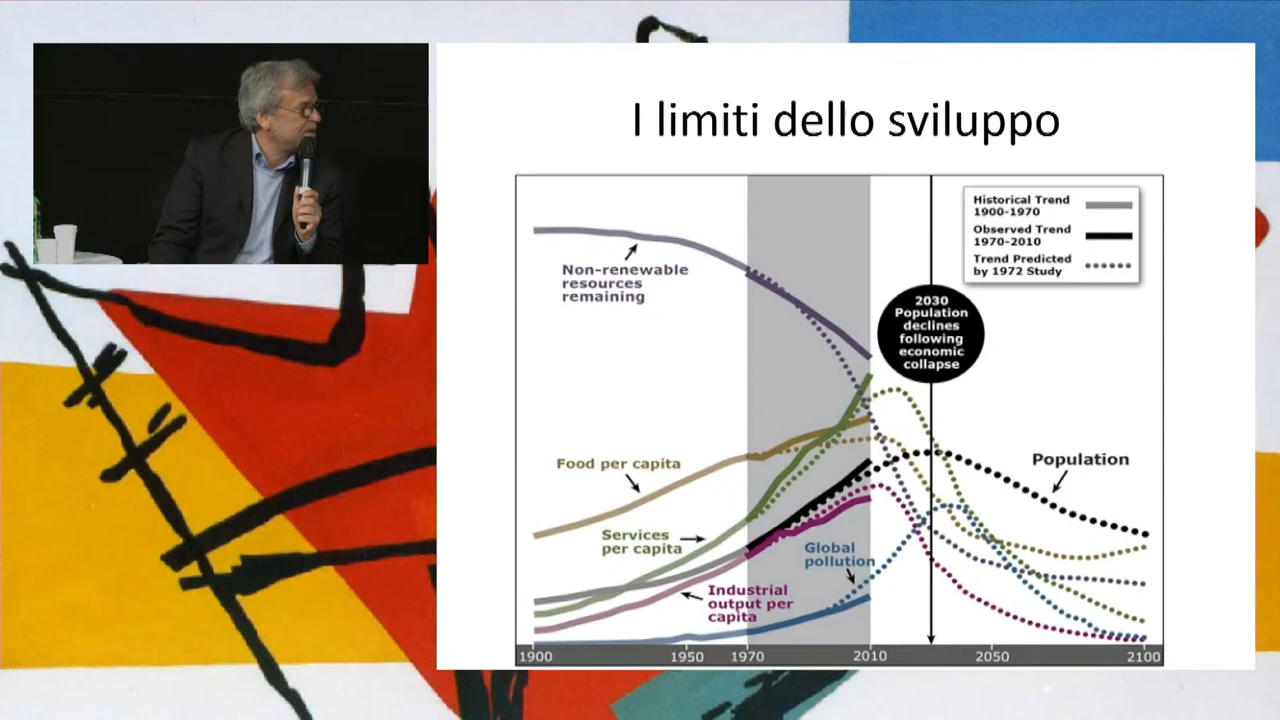 I limiti dello sviluppo
Historical Trend
1900-1970
Observed Trend
1970-2010
Trend Predicted
by 1972 Study
Non-renewable
resources
remaining
2030
Population
declines
following
economic
collapse
Food per capita
Population
Services
per capita
Global
pollution
Industrial
output per
capita
1900 1950 1970 2010 2050 2100